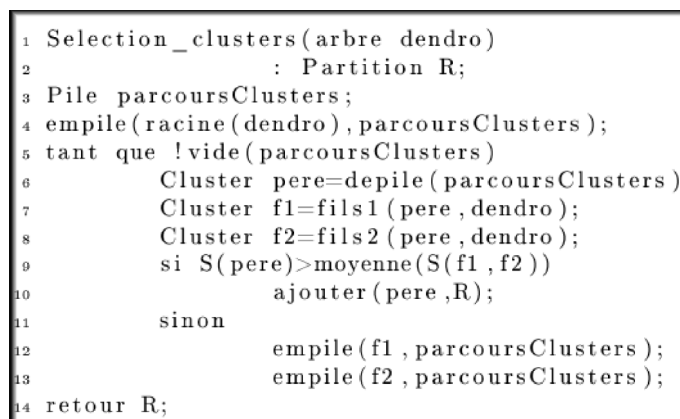 1 Selection_clusters(arbre dendro)
2 : Partition R;
3 Pile parcoursClusters;
4 empile(racine(dendro),parcoursClusters);
5 tant que !vide(parcoursClusters)
6 Cluster pere=depile(parcoursClusters)
7 Cluster f1=fils1(pere,dendro);
8 Cluster f2=fils2(pere,dendro);
9 si S(pere)>moyenne(S(f1,f2))
10 ajouter(pere,R);
11 sinon
12 empile(f1,parcoursClusters);
13 empile(f2,parcoursClusters);
14 retour R;